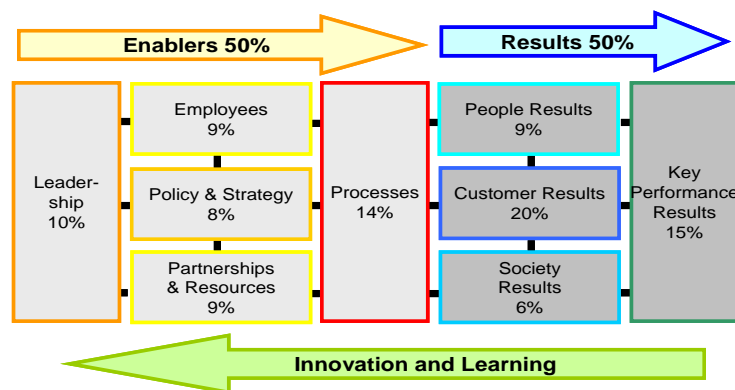 Enablers 50%
Results 50%
Leader-
ship
10%
Employees
9%
Policy & Strategy
8%
Partnerships
& Resources
9%
Processes
14%
People Results
9%
Customer Results
20%
Society
Results
6%
Key
Performance
Results
15%
Innovation and Learning